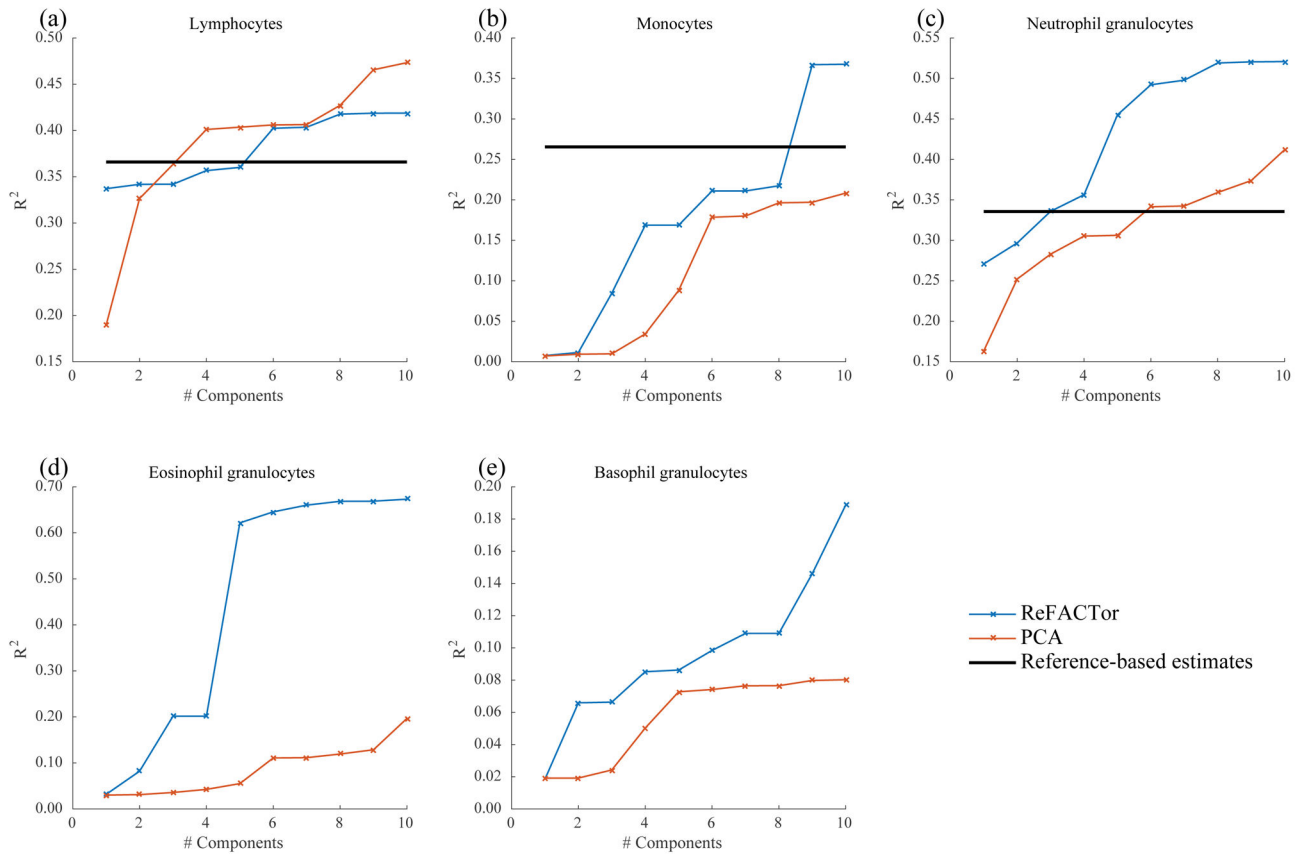 (a)
Lymphocytes
0.50
0.45
0.40
0.35
0.30
0.25
0.20
0.15
R²
0 2 4 6 8 10
# Components
(b)
Monocytes
0.40
0.35
0.30
0.25
0.20
0.15
0.10
0.05
0.00
R²
0 2 4 6 8 10
# Components
(c)
Neutrophil granulocytes
0.55
0.50
0.45
0.40
0.35
0.30
0.25
0.20
0.15
R²
0 2 4 6 8 10
# Components
(d)
Eosinophil granulocytes
0.70
0.60
0.50
0.40
0.30
0.20
0.10
0.00
R²
0 2 4 6 8 10
# Components
(e)
Basophil granulocytes
0.20
0.18
0.16
0.14
0.12
0.10
0.08
0.06
0.04
0.02
0.00
R²
0 2 4 6 8 10
# Components
ReFACTor
PCA
Reference-based estimates